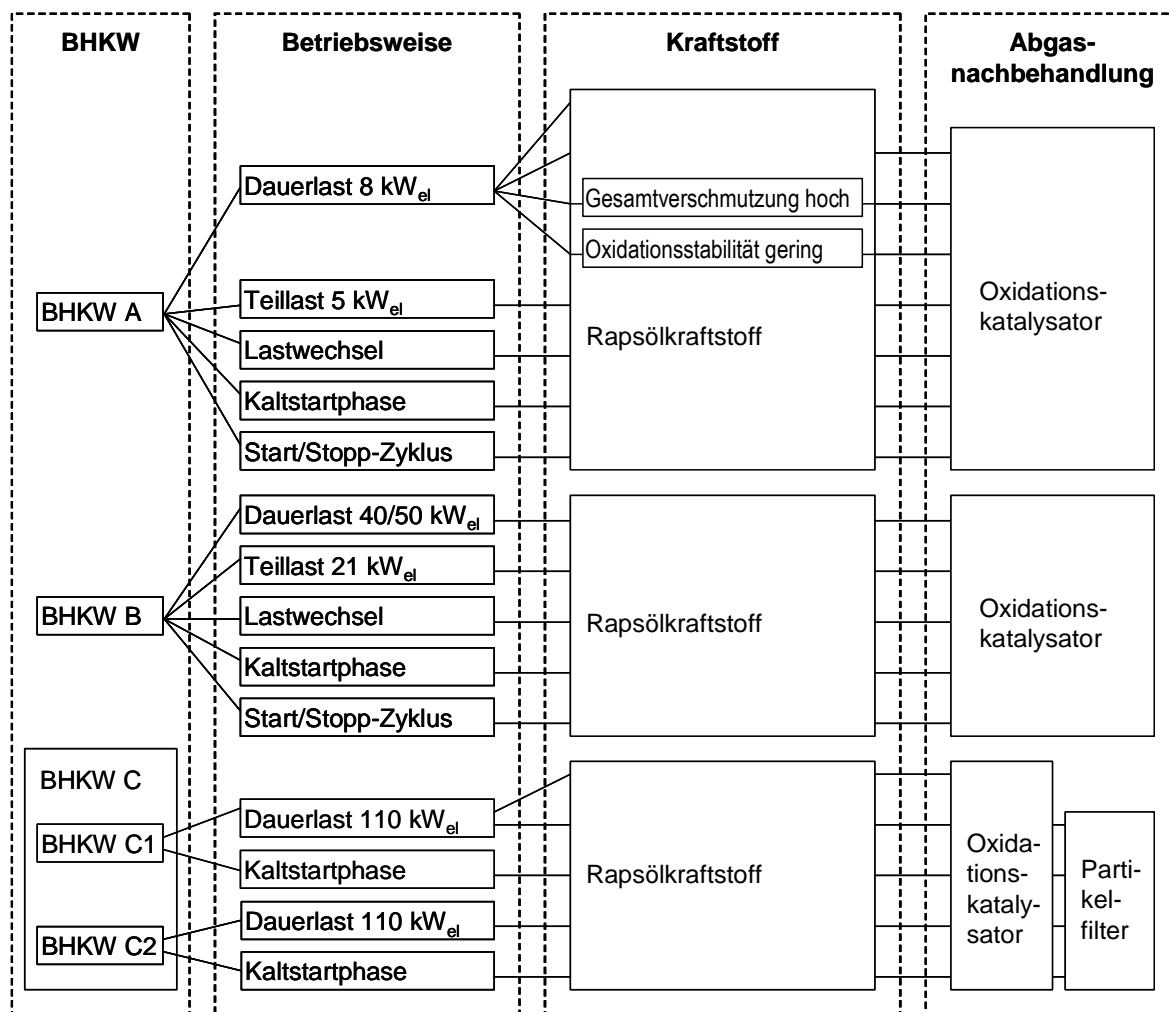 BHKW
Betriebsweise
Kraftstoff
Abgas-
nachbehandlung
BHKW A
Dauerlast 8 kWel
Teillast 5 kWel
Lastwechsel
Kaltstartphase
Start/Stopp-Zyklus
Gesamtverschmutzung hoch
Oxidationsstabilität gering
Rapsölkraftstoff
Oxidations-
katalysator
BHKW B
Dauerlast 40/50 kWel
Teillast 21 kWel
Lastwechsel
Kaltstartphase
Start/Stopp-Zyklus
Rapsölkraftstoff
Oxidations-
katalysator
BHKW C
BHKW C1
Dauerlast 110 kWel
Kaltstartphase
BHKW C2
Dauerlast 110 kWel
Kaltstartphase
Rapsölkraftstoff
Oxida-
tions-
kataly-
sator
Parti-
kel-
filter